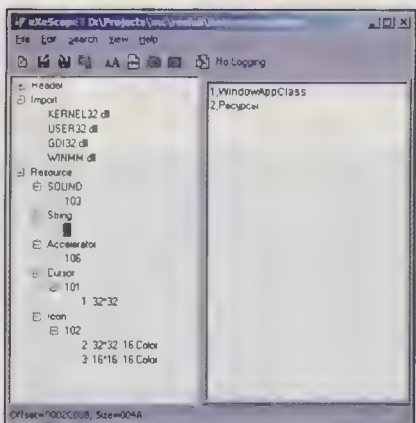 eXeScope D:\Projects\
File Edit Search View Help
No Logging
Header
Import
KERNEL32.dll
USER32.dll
GDI32.dll
WINMM.dll
Resource
SOUND
103
String
Accelerator
106
Cursor
101
1 32*32
Icon
102
2 32*32 16 Color
3 16*16 16 Color
1,WindowAppClass
2,Ресурсы
Size=004A